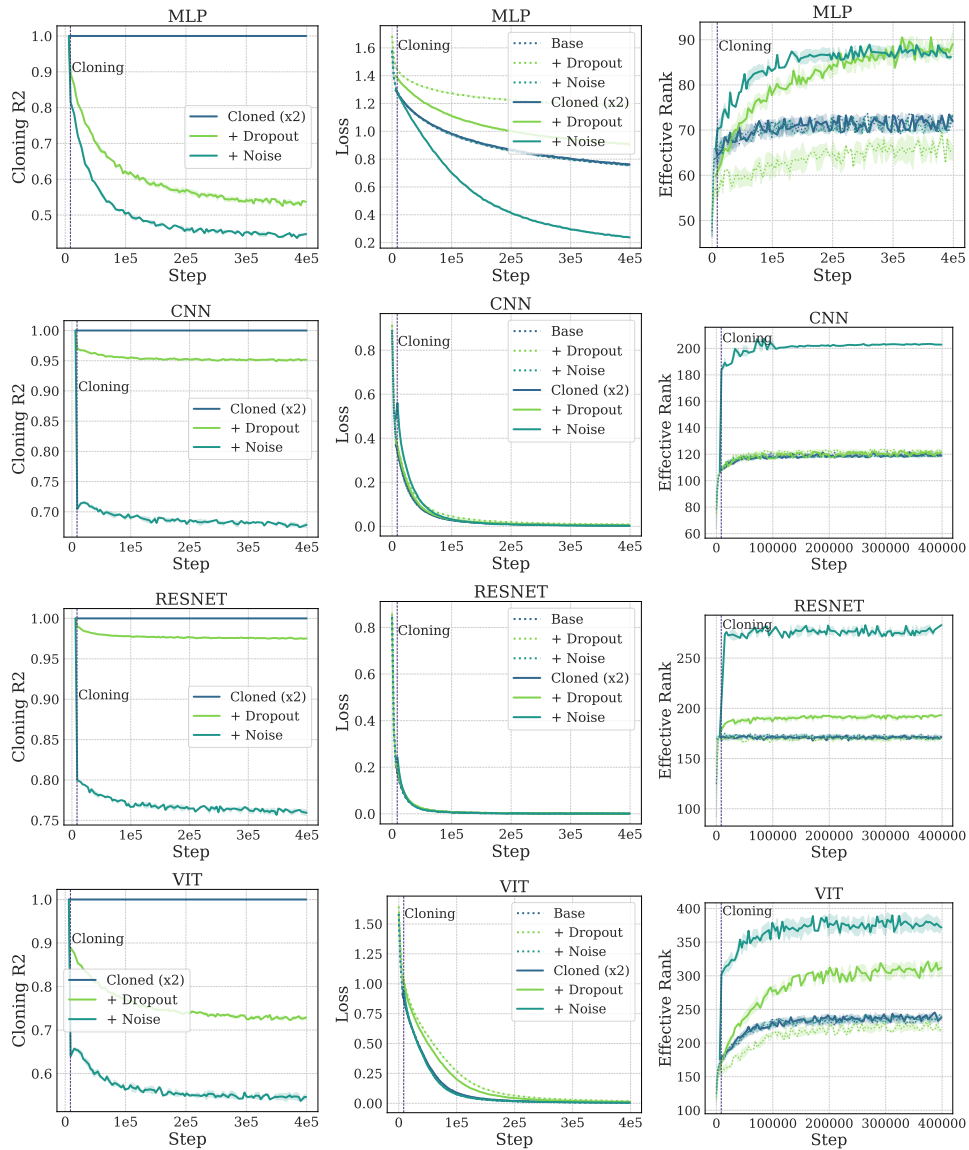 MLP
Cloning R2
1.0
0.9
0.8
0.7
0.6
0.5
Cloning
Cloned (x2)
+ Dropout
+ Noise
0
1e5
2e5
3e5
4e5
Step
MLP
Loss
1.6
1.4
1.2
1.0
0.8
0.6
0.4
0.2
Cloning
Base
+ Dropout
+ Noise
Cloned (x2)
+ Dropout
+ Noise
0
1e5
2e5
3e5
4e5
Step
MLP
Effective Rank
90
80
70
60
50
Cloning
0
1e5
2e5
3e5
4e5
Step
CNN
Cloning R2
1.00
0.95
0.90
0.85
0.80
0.75
0.70
Cloning
Cloned (x2)
+ Dropout
+ Noise
0
1e5
2e5
3e5
4e5
Step
CNN
Loss
0.8
0.6
0.4
0.2
0.0
Cloning
Base
+ Dropout
+ Noise
Cloned (x2)
+ Dropout
+ Noise
0
1e5
2e5
3e5
4e5
Step
CNN
Effective Rank
200
180
160
140
120
100
80
60
Cloning
0
100000
200000
300000
400000
Step
RESNET
Cloning R2
1.00
0.95
0.90
0.85
0.80
0.75
Cloning
Cloned (x2)
+ Dropout
+ Noise
0
1e5
2e5
3e5
4e5
Step
RESNET
Loss
0.8
0.6
0.4
0.2
0.0
Cloning
Base
+ Dropout
+ Noise
Cloned (x2)
+ Dropout
+ Noise
0
1e5
2e5
3e5
4e5
Step
RESNET
Effective Rank
250
200
150
100
Cloning
0
100000
200000
300000
400000
Step
VIT
Cloning R2
1.0
0.9
0.8
0.7
0.6
Cloning
Cloned (x2)
+ Dropout
+ Noise
0
1e5
2e5
3e5
4e5
Step
VIT
Loss
1.50
1.25
1.00
0.75
0.50
0.25
0.00
Cloning
Base
+ Dropout
+ Noise
Cloned (x2)
+ Dropout
+ Noise
0
1e5
2e5
3e5
4e5
Step
VIT
Effective Rank
400
350
300
250
200
150
100
Cloning
0
100000
200000
300000
400000
Step